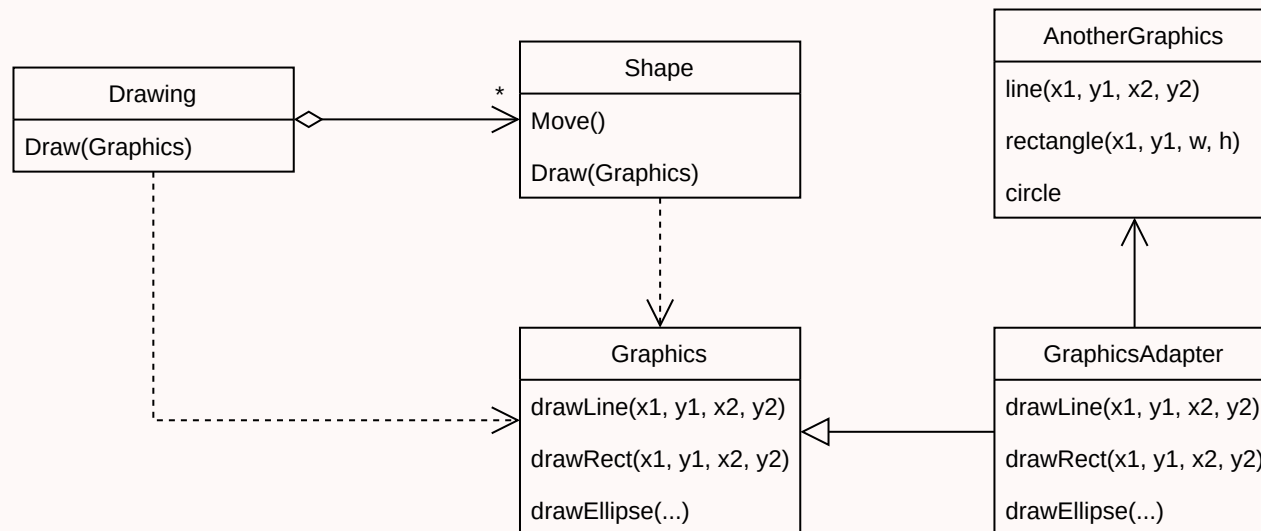 Drawing
Draw(Graphics)
*
Shape
Move()
Draw(Graphics)
AnotherGraphics
line(x1, y1, x2, y2)
rectangle(x1, y1, w, h)
circle
Graphics
drawLine(x1, y1, x2, y2)
drawRect(x1, y1, x2, y2)
drawEllipse(...)
GraphicsAdapter
drawLine(x1, y1, x2, y2)
drawRect(x1, y1, x2, y2)
drawEllipse(...)